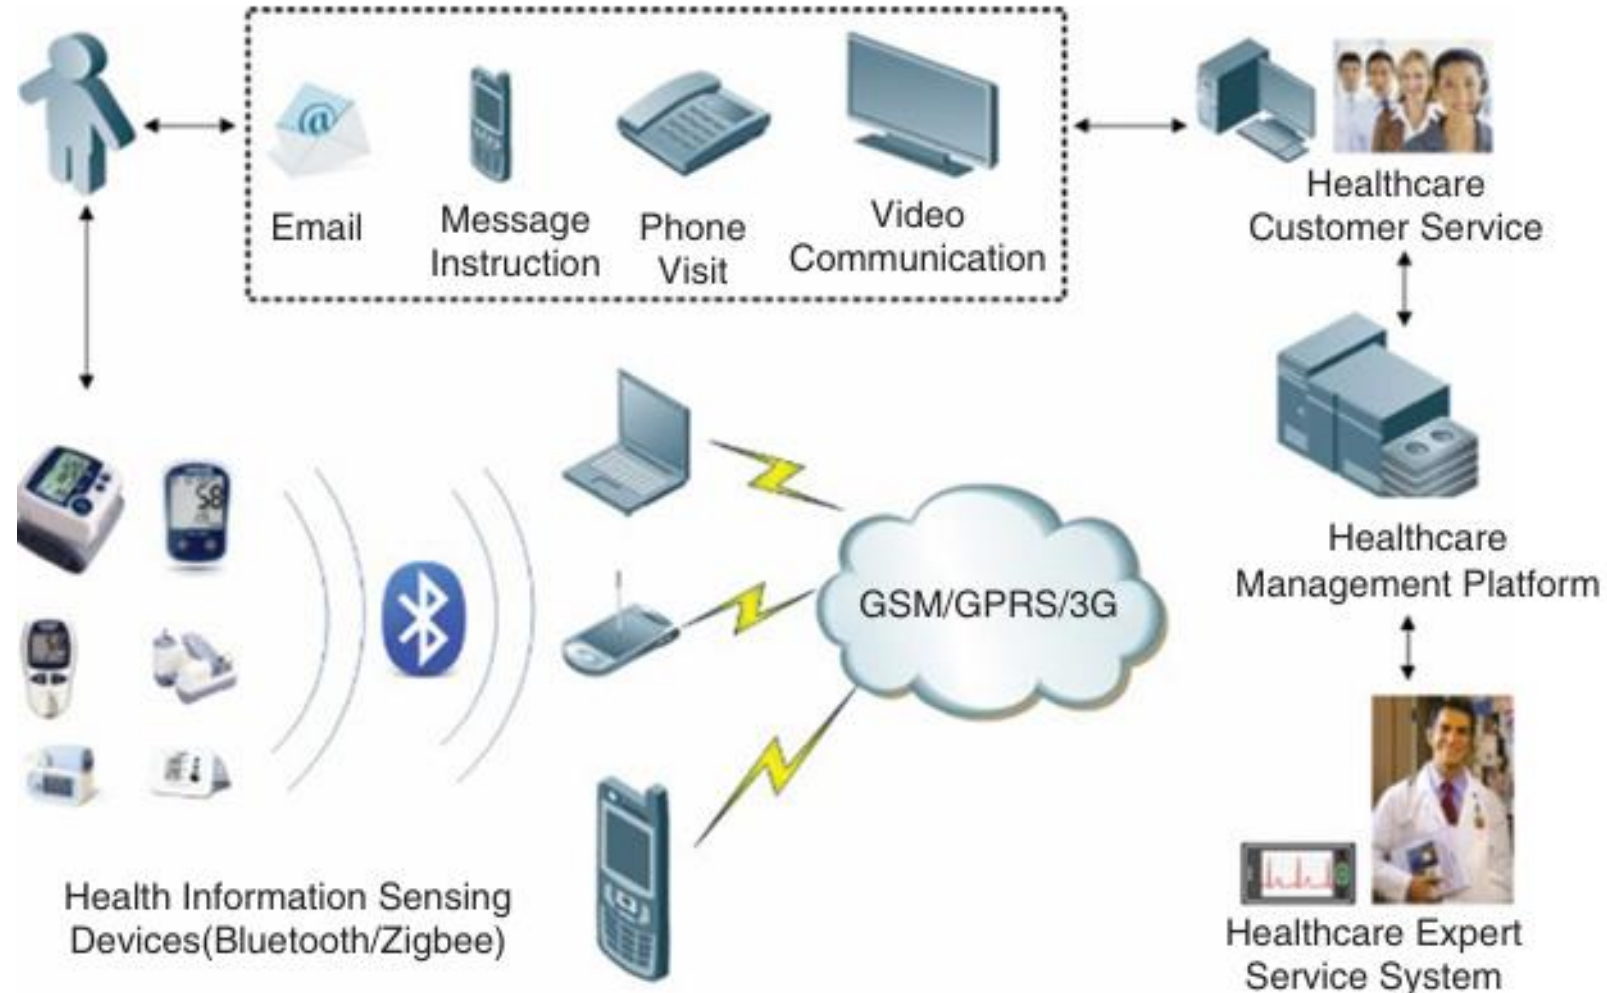 @
Email
Message
Instruction
Phone
Visit
Video
Communication
Healthcare
Customer Service
Healthcare
Management Platform
58
GSM/GPRS/3G
Health Information Sensing
Devices(Bluetooth/Zigbee)
Healthcare Expert
Service System